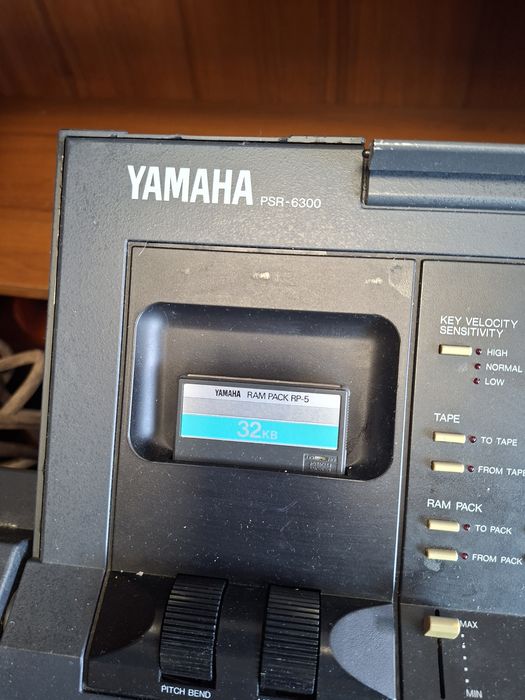 YAMAHA PSR-6300
YAMAHA RAM PACK RP-5
32KB
KEY VELOCITY
SENSITIVITY
HIGH
NORMAL
LOW
TAPE
TO TAPE
FROM TAPE
RAM PACK
TO PACK
FROM PACK
MAX
MIN
PITCH BEND